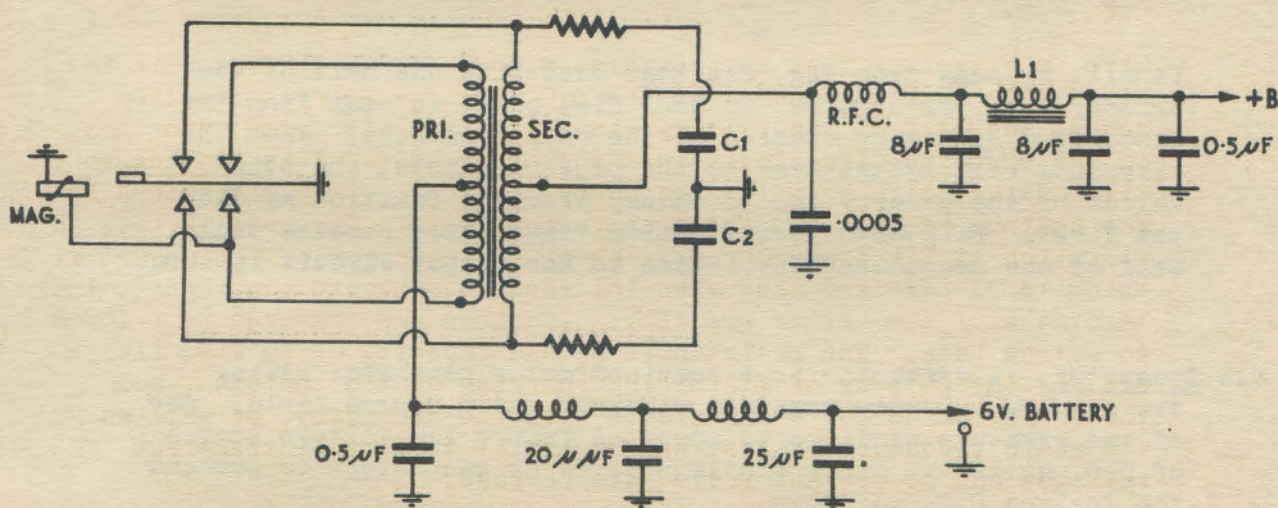 L1
+B
PRI.
SEC.
R.F.C.
C1
8μF
8μF
0·5μF
MAG.
C2
·0005
6V. BATTERY
0·5μF
20μμF
25μF